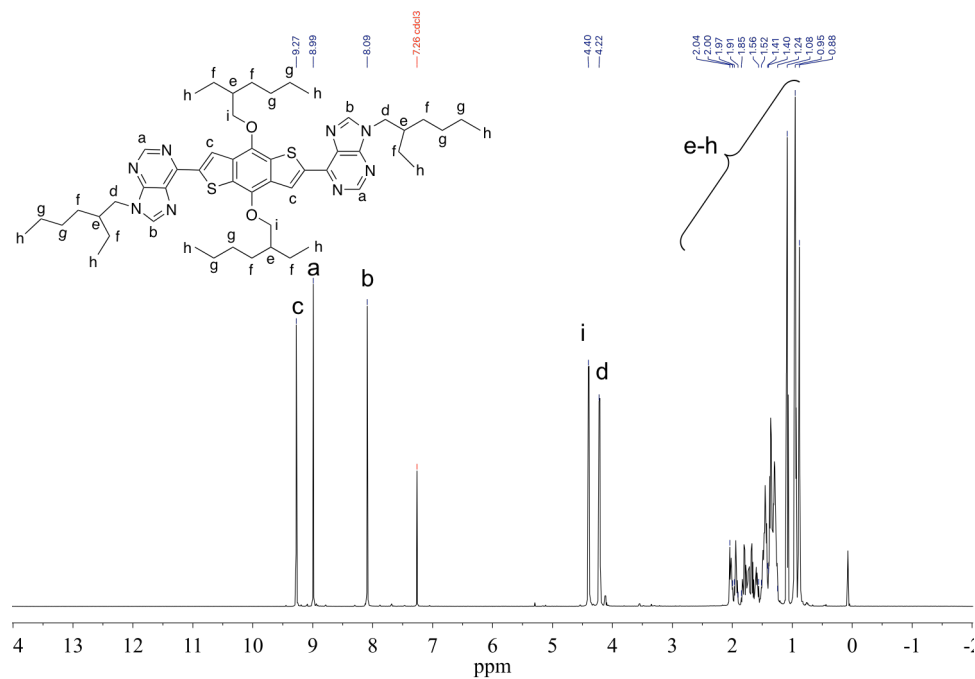 9.27
8.99
8.09
7.26 cdcl3
4.40
4.22
2.04
2.00
1.97
1.91
1.85
1.56
1.52
1.41
1.40
1.24
1.08
0.95
0.88
f e f g
h g h
i
O
a c S N b N d f g
N N e g h
S c N N f h
N N a
d O i
f N N
g e b
h g f h
h g e h
g f f
e-h
c a b i d
14 13 12 11 10 9 8 7 6 5 4 3 2 1 0 -1 -2
ppm